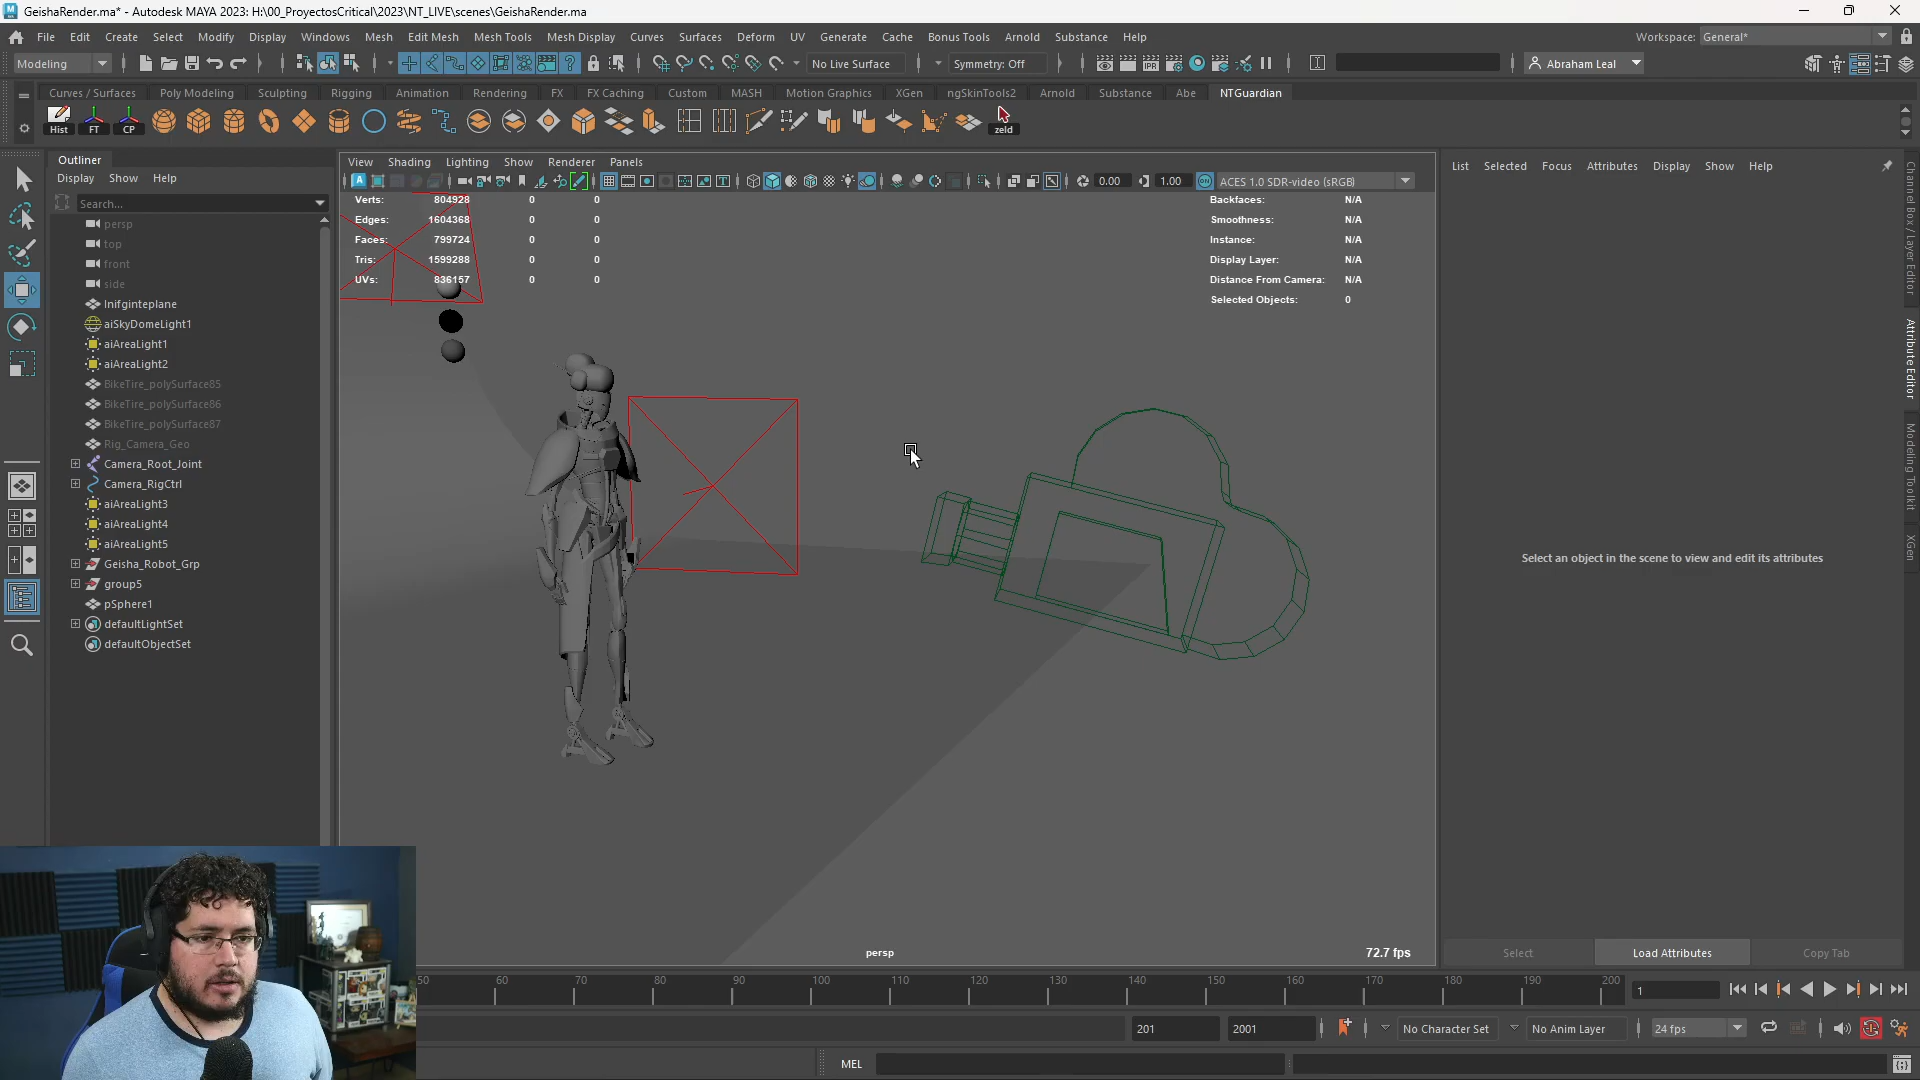 GeishaRender.ma* - Autodesk MAYA 2023: H:\00_ProyectosCritical\2023\NT_LIVE\scenes\GeishaRender.ma
File Edit Create Select Modify Display Windows Mesh Edit Mesh Mesh Tools Mesh Display Curves Surfaces Deform UV Generate Cache Bonus Tools Arnold Substance Help Workspace: General*
Modeling No Live Surface Symmetry: Off Abraham Leal
Curves / Surfaces Poly Modeling Sculpting Rigging Animation Rendering FX FX Caching Custom MASH Motion Graphics XGen ngSkinTools2 Arnold Substance Abe NTGuardian
Hist FT CP zeld
Outliner
Display Show Help
Search...
persp
top
front
side
Inifginteplane
aiSkyDomeLight1
aiAreaLight1
aiAreaLight2
BikeTire_polySurface85
BikeTire_polySurface86
BikeTire_polySurface87
Rig_Camera_Geo
Camera_Root_Joint
Camera_RigCtrl
aiAreaLight3
aiAreaLight4
aiAreaLight5
Geisha_Robot_Grp
group5
pSphere1
defaultLightSet
defaultObjectSet
View Shading Lighting Show Renderer Panels
0.00 1.00 ACES 1.0 SDR-video (sRGB)
Verts: 804928 0 0
Edges: 1604368 0 0
Faces: 799724 0 0
Tris: 1599288 0 0
UVs: 836157 0 0
Backfaces: N/A
Smoothness: N/A
Instance: N/A
Display Layer: N/A
Distance From Camera: N/A
Selected Objects: 0
persp
72.7 fps
List Selected Focus Attributes Display Show Help
Select an object in the scene to view and edit its attributes
Select Load Attributes Copy Tab
Channel Box / Layer Editor
Attribute Editor
Modeling Toolkit
XGen
50 60 70 80 90 100 110 120 130 140 150 160 170 180 190 200
1
201 2001 No Character Set No Anim Layer 24 fps
MEL